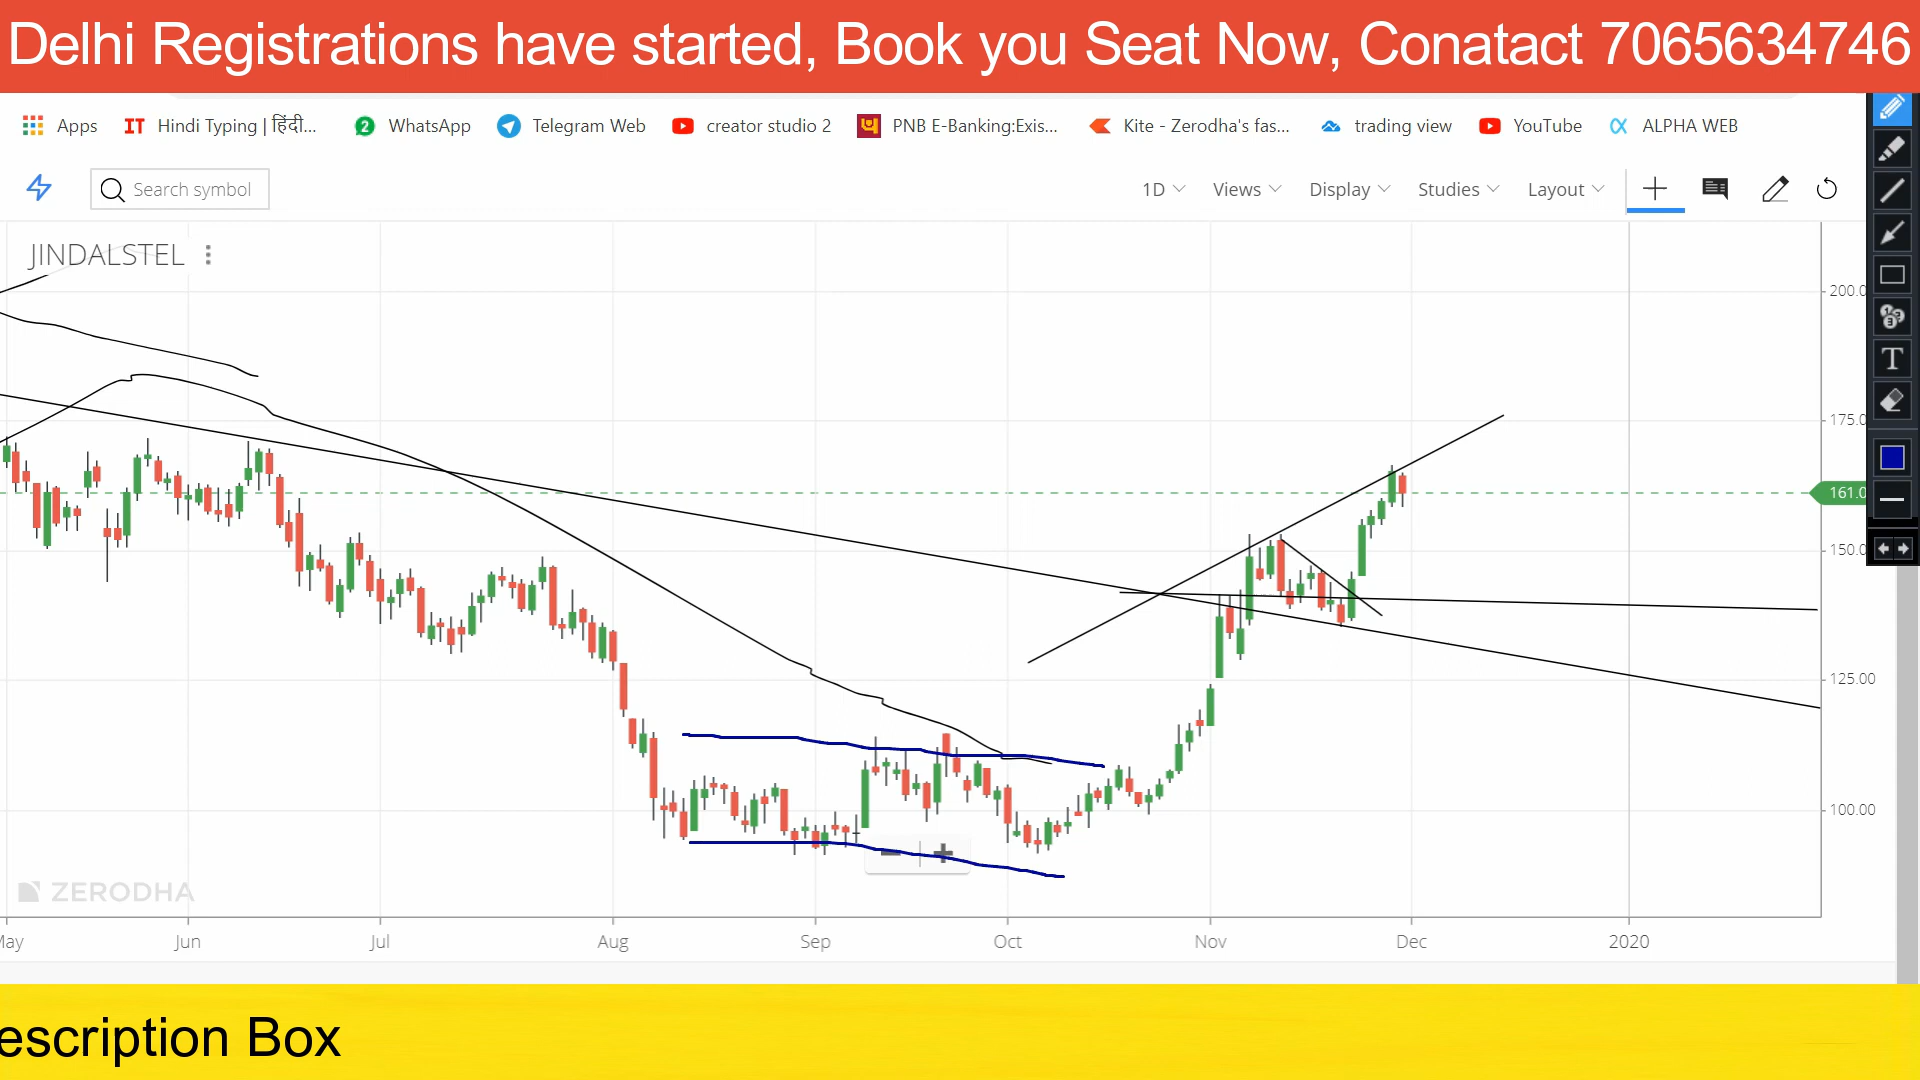 Delhi Registrations have started, Book you Seat Now, Conatact 7065634746
Apps
IT Hindi Typing | हिंदी...
2 WhatsApp
Telegram Web
creator studio 2
PNB E-Banking:Exis...
Kite - Zerodha's fas...
trading view
YouTube
ALPHA WEB
Search symbol
1D
Views
Display
Studies
Layout
JINDALSTEL
200.0
175.0
161.0
150.0
125.00
100.00
T
ZERODHA
May
Jun
Jul
Aug
Sep
Oct
Nov
Dec
2020
escription Box